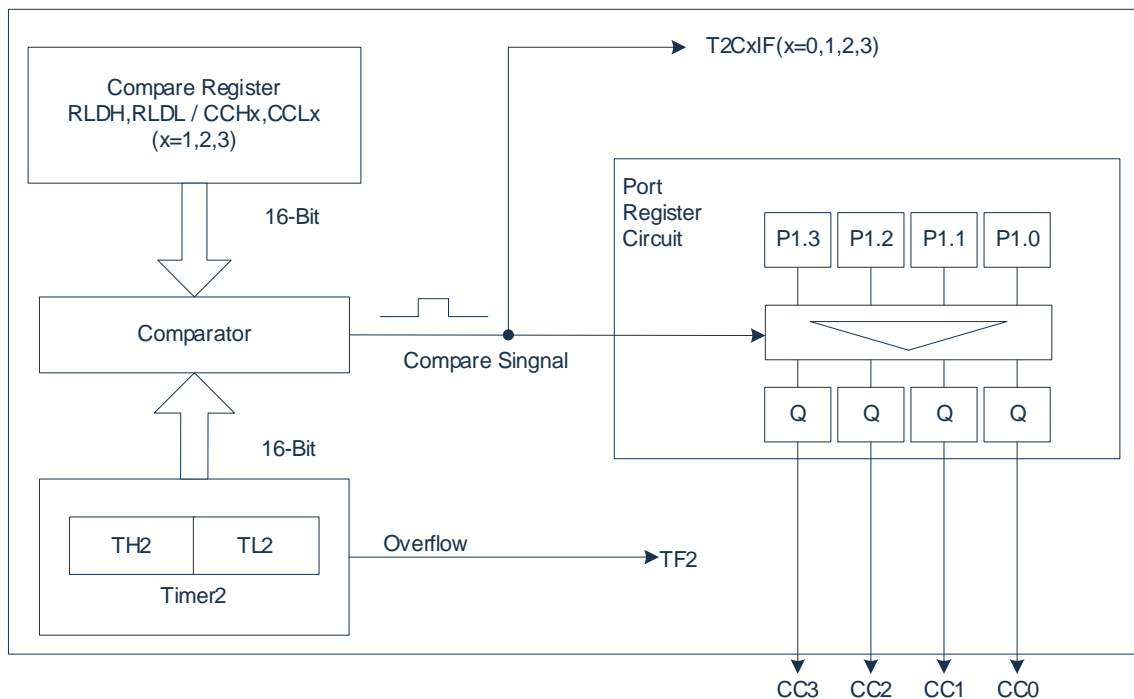 T2CxIF(x=0,1,2,3)
Compare Register
RLDH,RLDL / CCHx,CCLx
(x=1,2,3)
16-Bit
Port
Register
Circuit
P1.3
P1.2
P1.1
P1.0
Comparator
Compare Singnal
Q
Q
Q
Q
16-Bit
TH2
TL2
Timer2
Overflow
TF2
CC3
CC2
CC1
CC0